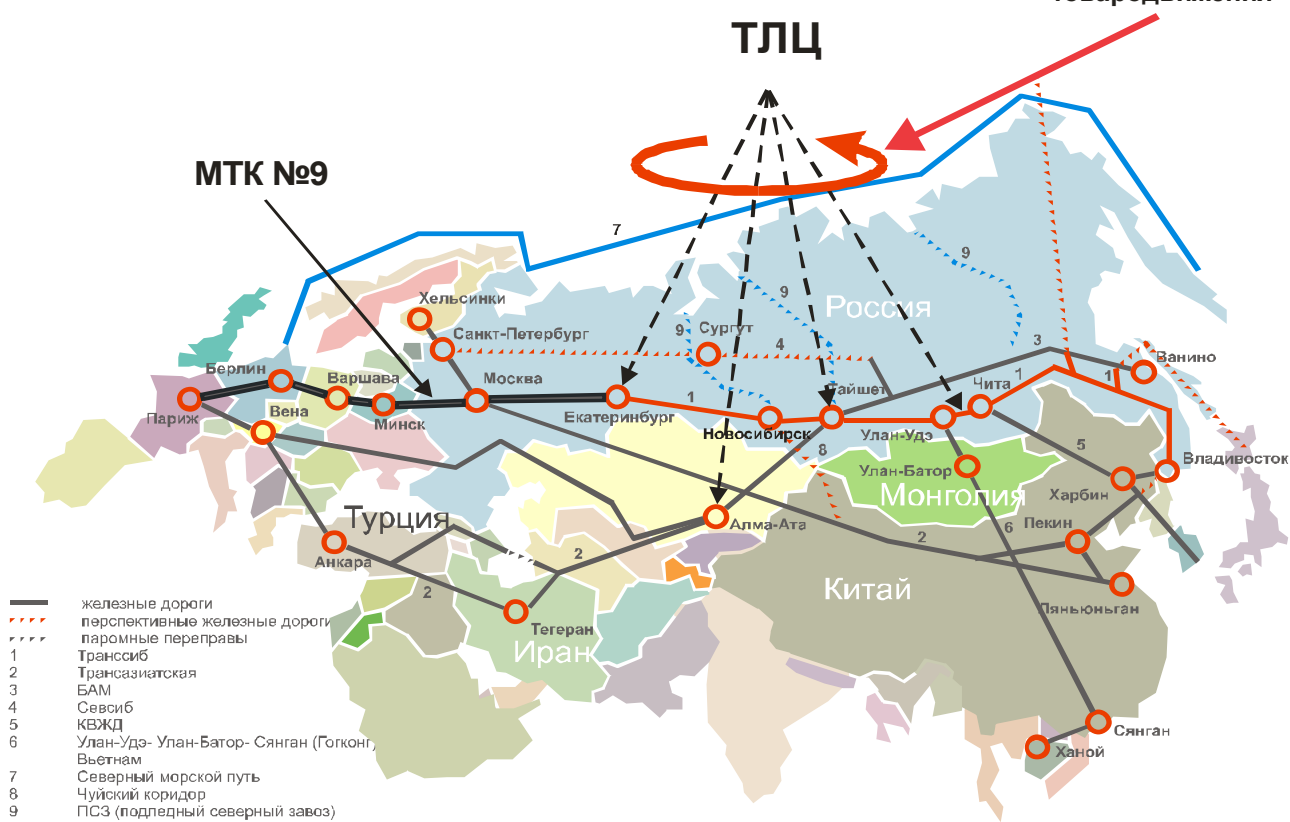 ТЛЦ
МТК №9
7
9
9
9
Россия
Хельсинки
Санкт-Петербург
Сургут
4
3
Ванино
Берлин
Варшава
Москва
Тайшет
Чита
1
1
Париж
Вена
Минск
Екатеринбург
1
Новосибирск
Улан-Удэ
8
5
Владивосток
Улан-Батор
Монголия
Харбин
Турция
Алма-Ата
6
Пекин
2
Анкара
2
2
Китай
Ляньюньган
Тегеран
Иран
Сянган
Ханой
железные дороги
перспективные железные дороги
паромные переправы
1 Транссиб
2 Трансазиатская
3 БАМ
4 Севсиб
5 КВЖД
6 Улан-Удэ- Улан-Батор- Сянган (Гогконг)
Вьетнам
7 Северный морской путь
8 Чуйский коридор
9 ПСЗ (подледный северный завоз)